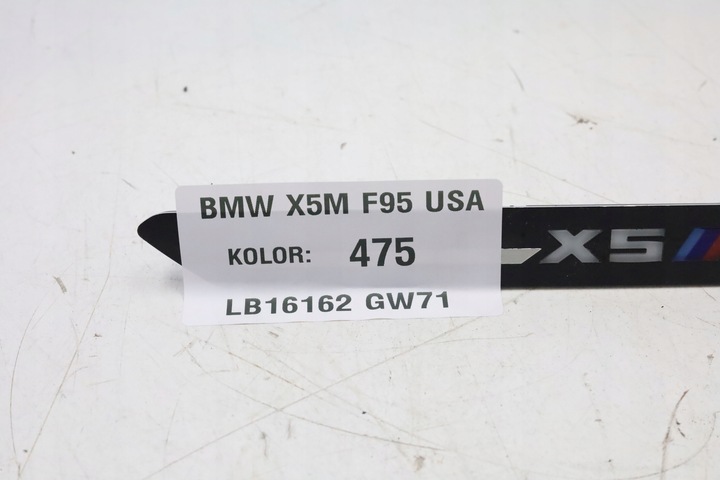 BMW X5M F95 USA
KOLOR: 475
LB16162 GW71
X5